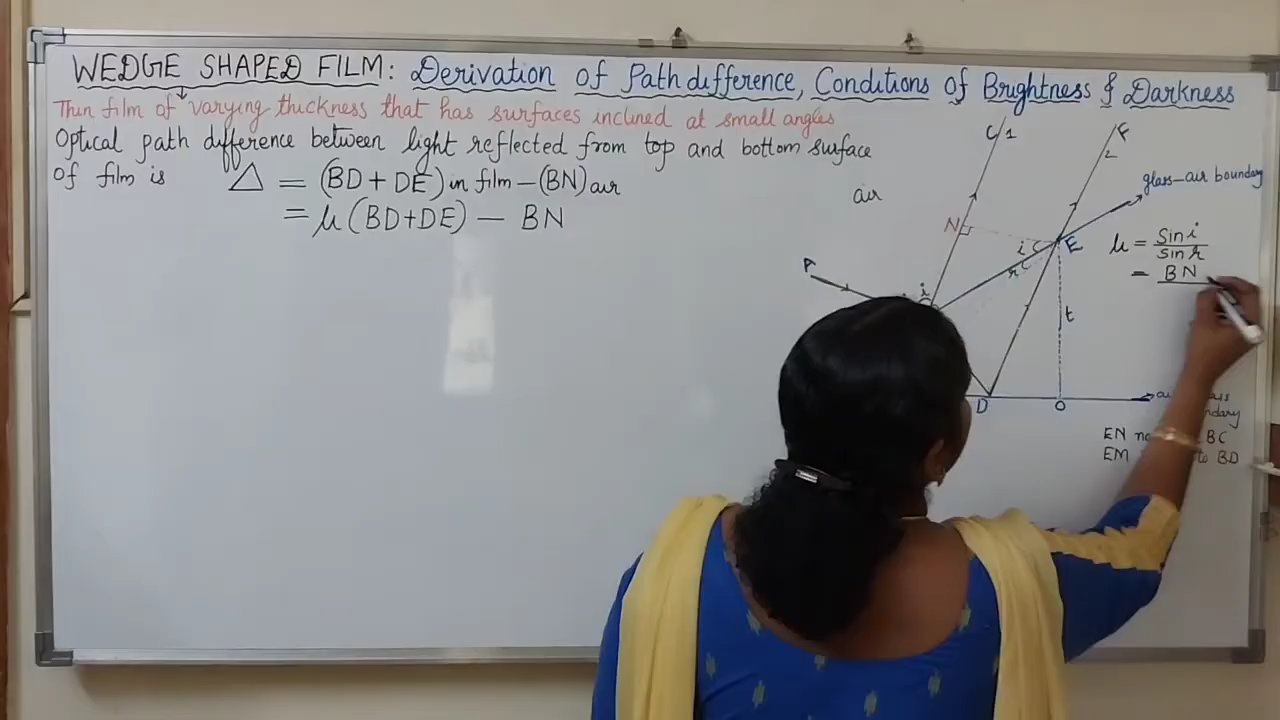 WEDGE SHAPED FILM: Derivation of Path difference, Conditions of Brightness & Darkness
Thin film of varying thickness that has surfaces inclined at small angles
Optical path difference between light reflected from top and bottom surface
of film is Δ = (BD + DE) in film - (BN) air
= μ (BD+DE) - BN
C 1
F
2
glass-air boundary
air
N
i
E
r
A
i
t
D
O
μ = Sin i / Sin r
= BN
EN BC
EM to BD